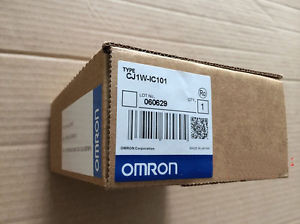 TYPE
CJ1W-IC101
LOT No.
060629
QTY.
1
OMRON Corporation
MADE IN JAPAN
OMRON